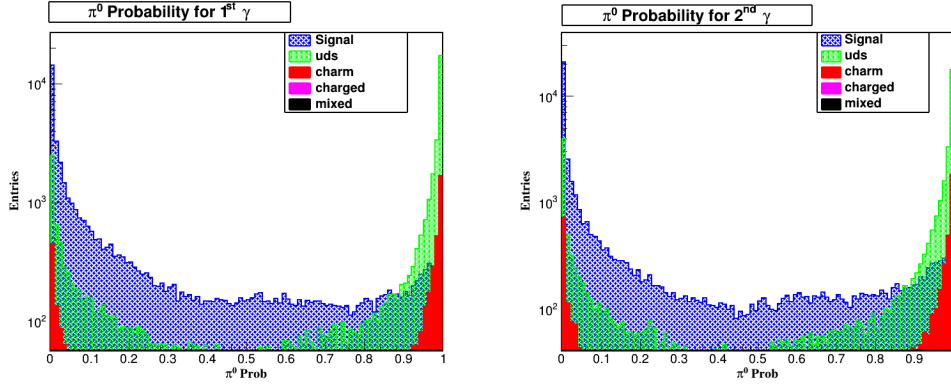 π⁰ Probability for 1ˢᵗ γ
Signal
uds
charm
charged
mixed
10⁴
10³
10²
Entries
0 0.1 0.2 0.3 0.4 0.5 0.6 0.7 0.8 0.9 1
π⁰ Prob
π⁰ Probability for 2ⁿᵈ γ
Signal
uds
charm
charged
mixed
10⁴
10³
10²
Entries
0 0.1 0.2 0.3 0.4 0.5 0.6 0.7 0.8 0.9
π⁰ Prob